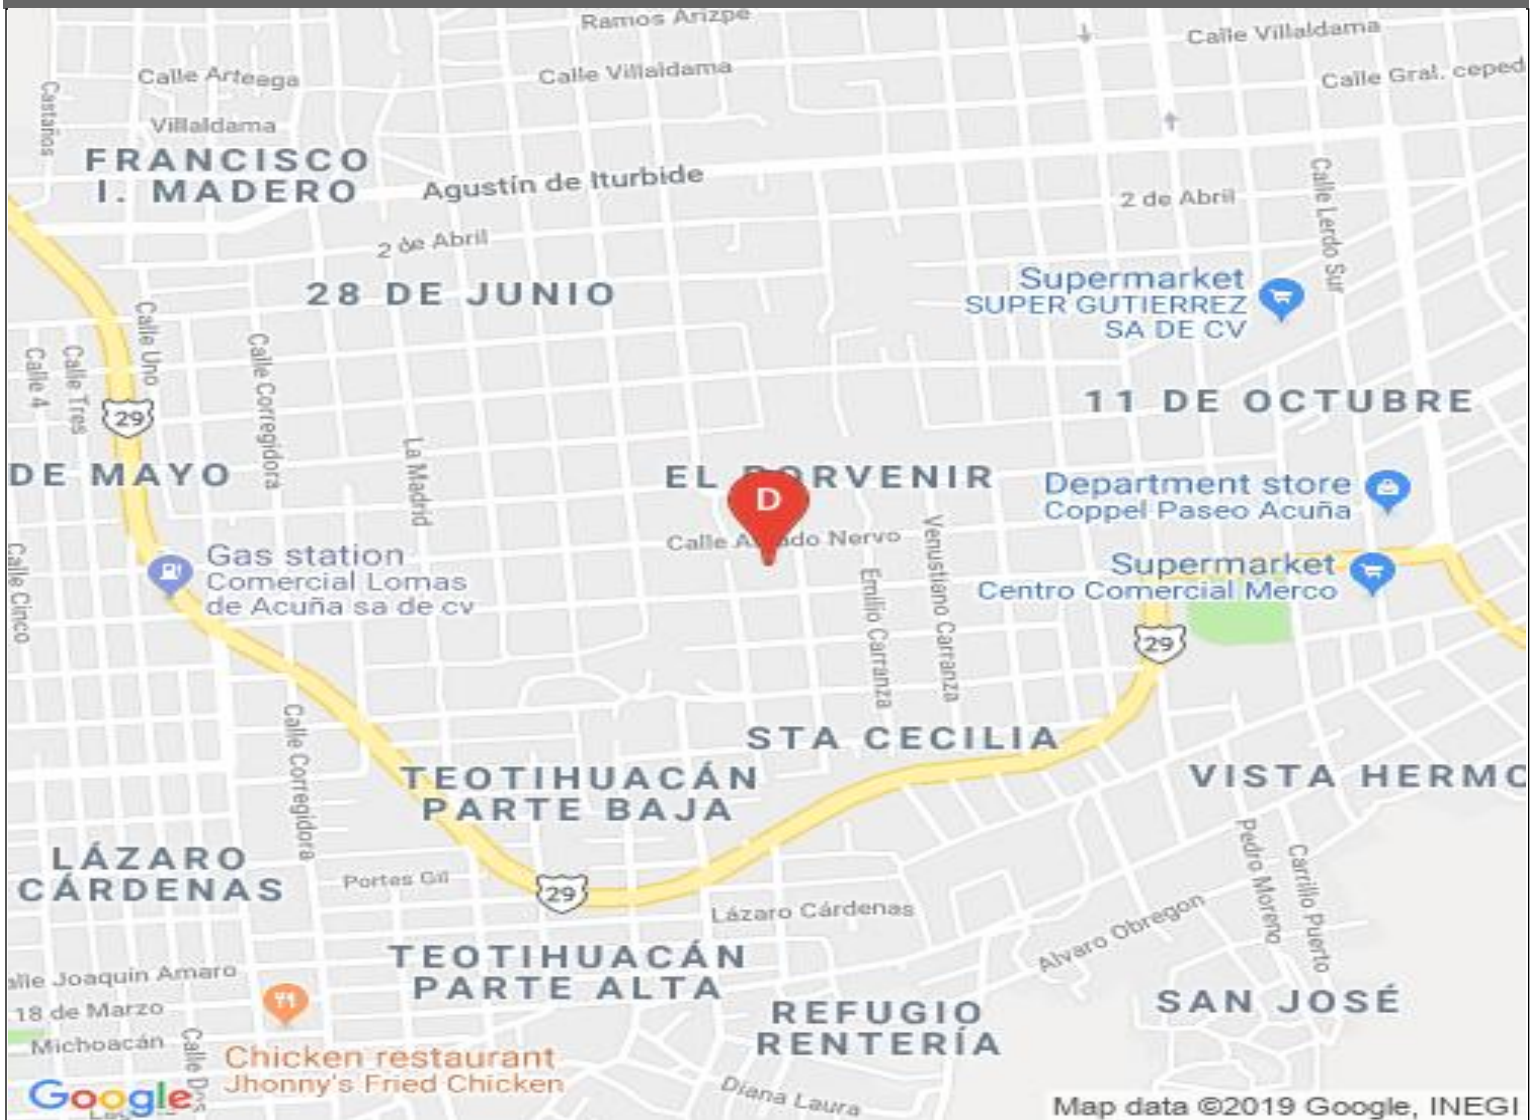 Ramos Arizpe
Calle Villaldama
Calle Villaldama
Calle Arteaga
Calle Gral. ceped
Castaños
Villaldama
FRANCISCO
I. MADERO
Agustín de Iturbide
2 de Abril
Calle Lerdo Sur
2 de Abril
28 DE JUNIO
Supermarket
SUPER GUTIERREZ
SA DE CV
Calle Uno
Calle Corregidora
Calle 4
Calle Tres
29
11 DE OCTUBRE
La Madrid
DE MAYO
EL PORVENIR
D
Department store
Coppel Paseo Acuña
Calle Amado Nervo
Venustiano Carranza
Emilio Carranza
Calle Cinco
Gas station
Comercial Lomas
de Acuña sa de cv
Supermarket
Centro Comercial Merco
29
Calle Corregidora
STA CECILIA
TEOTIHUACÁN
PARTE BAJA
VISTA HERMO
Pedro Moreno
Carrillo Puerto
LÁZARO
CÁRDENAS
Portes Gil
29
Lázaro Cárdenas
Alvaro Obregon
TEOTIHUACÁN
PARTE ALTA
alle Joaquin Amaro
18 de Marzo
Michoacán
Calle Dos
SAN JOSÉ
REFUGIO
RENTERÍA
Chicken restaurant
Jhonny's Fried Chicken
Diana Laura
Google
Map data ©2019 Google, INEGI